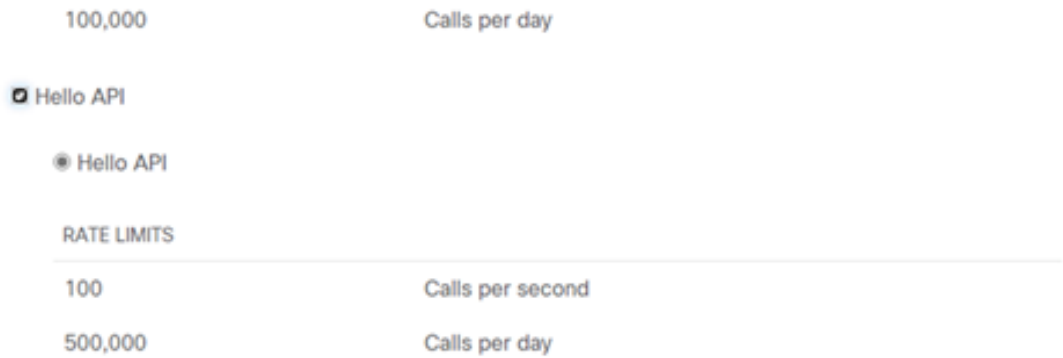 100,000 Calls per day
Hello API
Hello API
RATE LIMITS
100 Calls per second
500,000 Calls per day